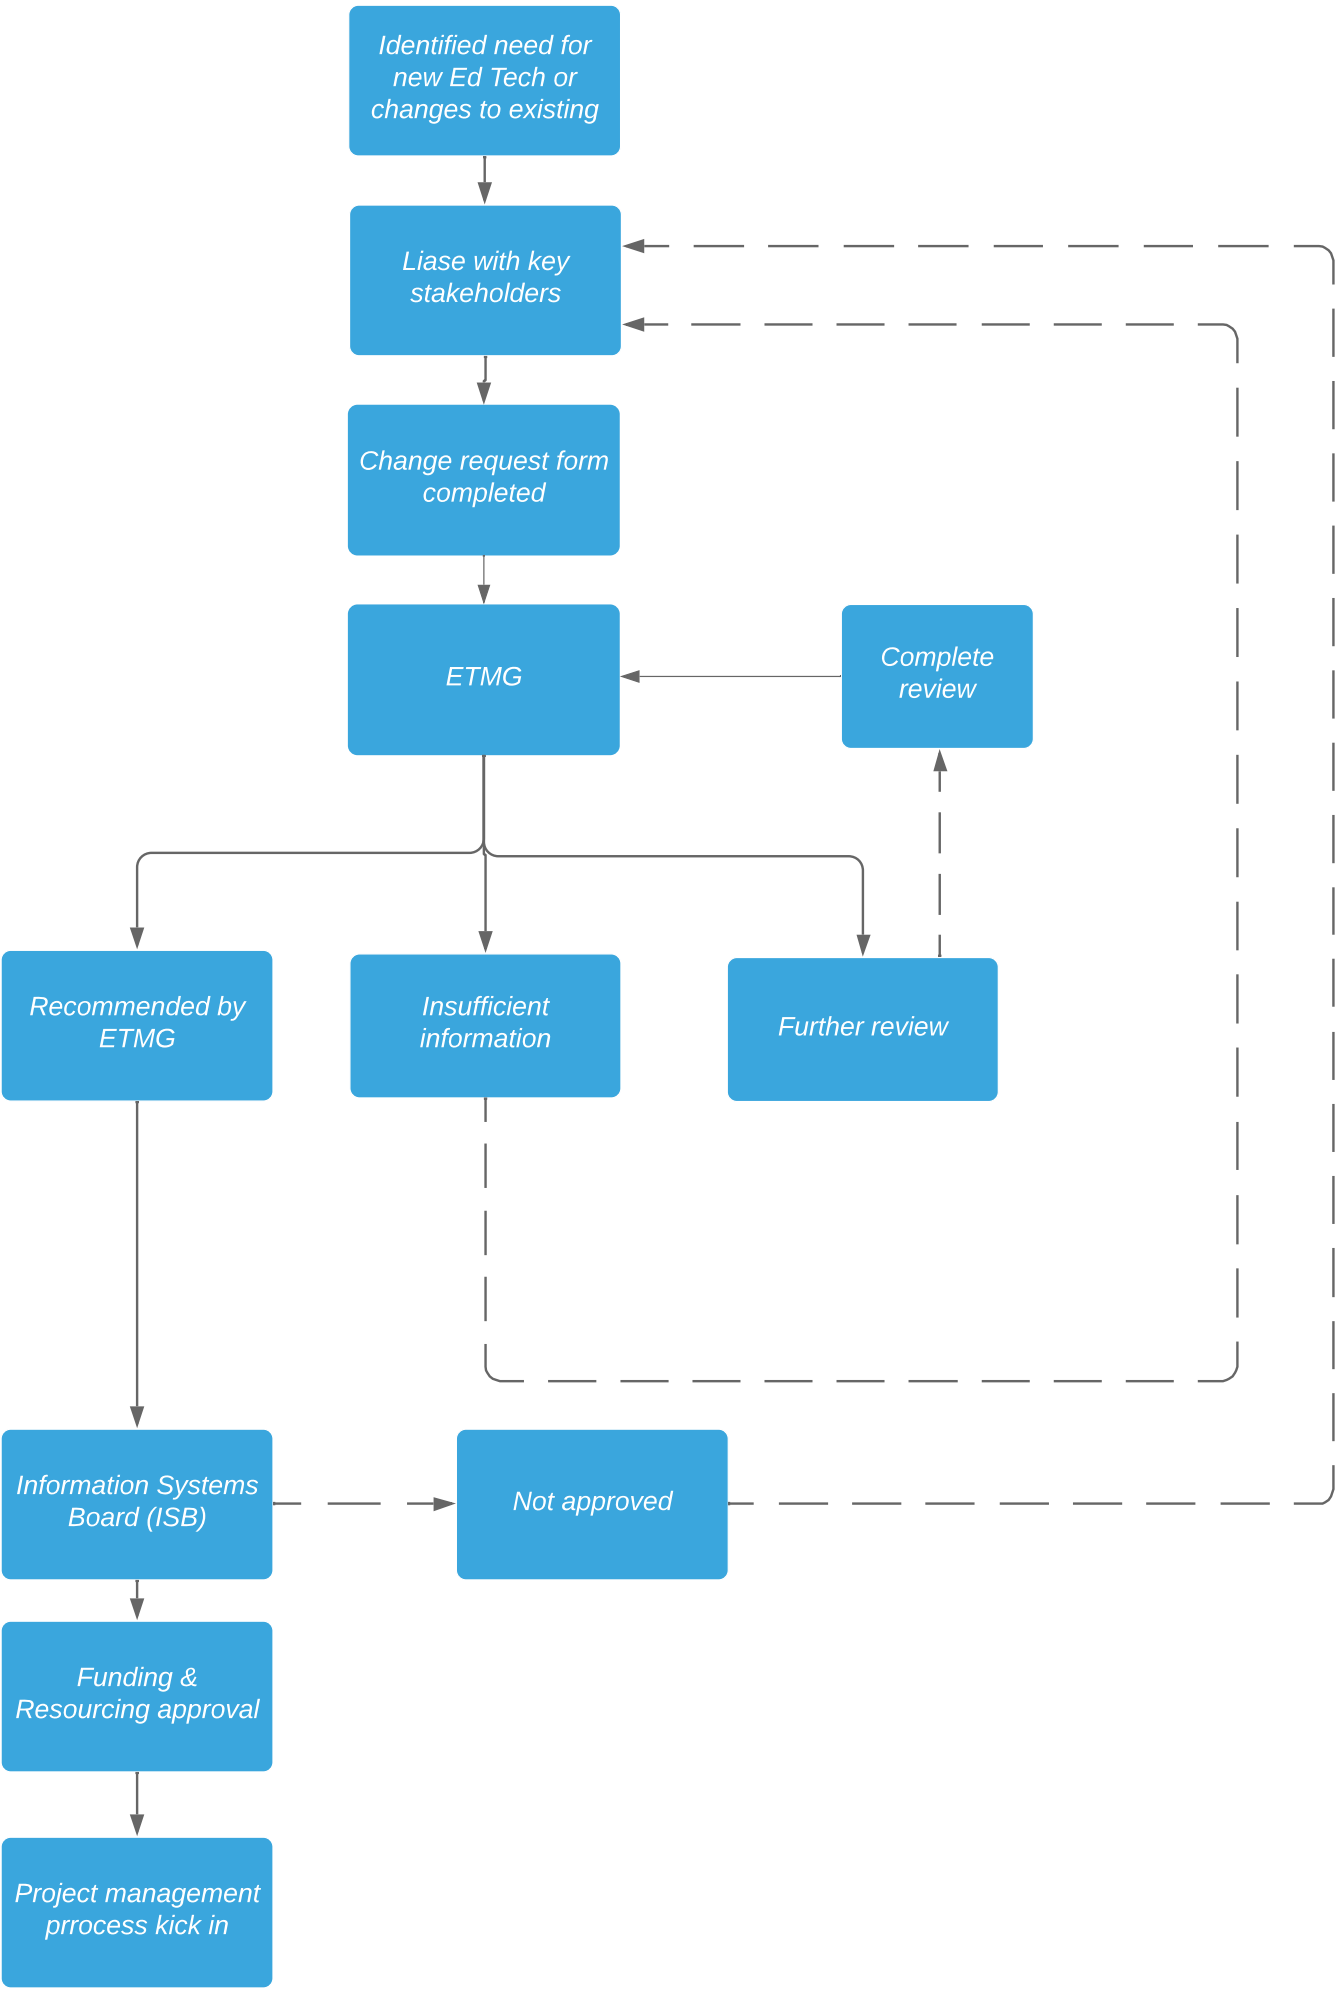 Identified need for
new Ed Tech or
changes to existing
Liase with key
stakeholders
Change request form
completed
ETMG
Complete
review
Recommended by
ETMG
Insufficient
information
Further review
Information Systems
Board (ISB)
Not approved
Funding &
Resourcing approval
Project management
prrocess kick in